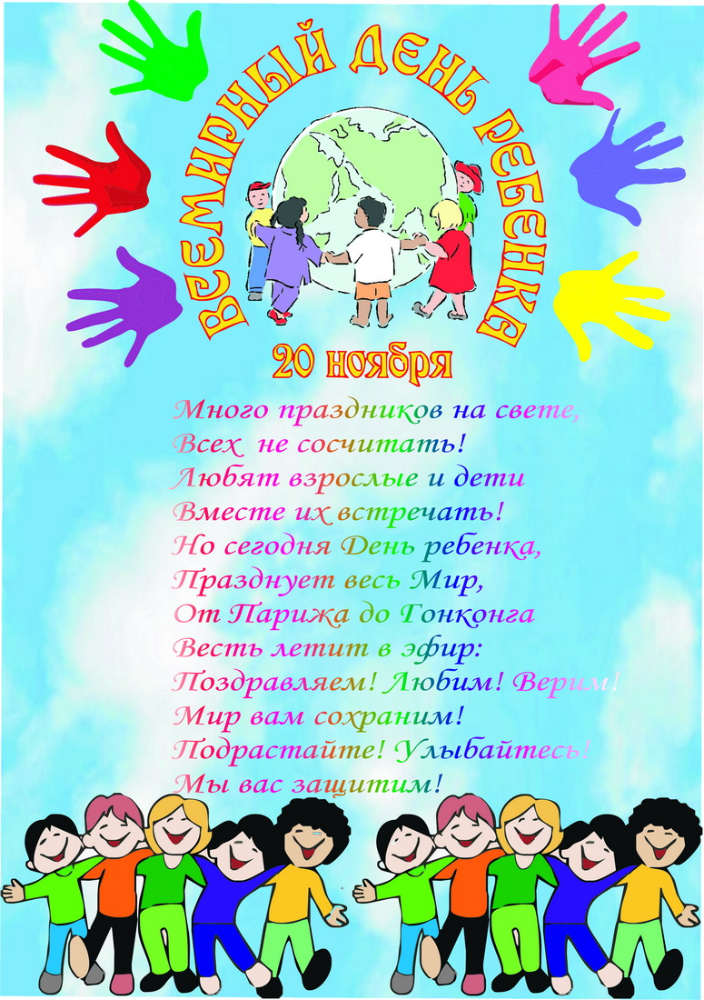 ВСЕМИРНЫЙ ДЕНЬ РЕБЕНКА
20 ноября
Много праздников на свете,
Всех не сосчитать!
Любят взрослые и дети
Вместе их встречать!
Но сегодня День ребенка,
Празднует весь Мир,
От Парижа до Гонконга
Весть летит в эфир:
Поздравляем! Любим! Верим!
Мир вам сохраним!
Подрастайте! Улыбайтесь!
Мы вас защитим!